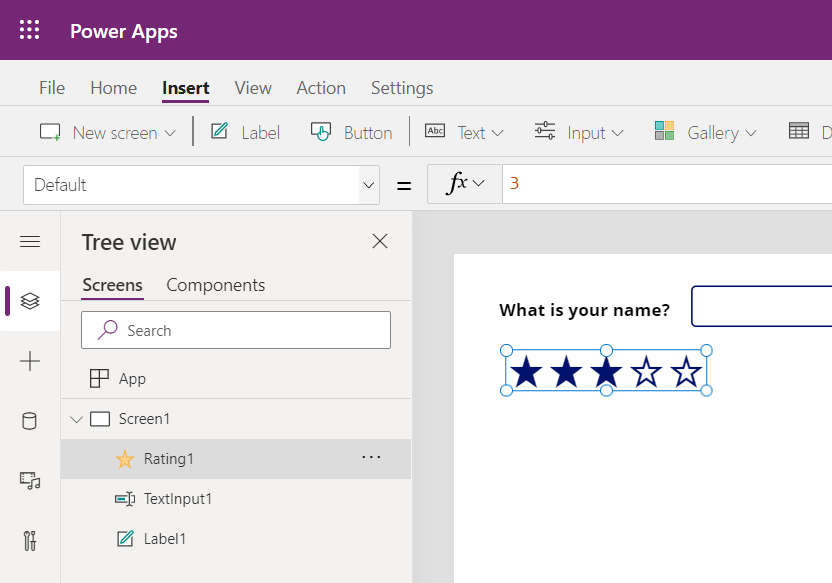 Power Apps
File Home Insert View Action Settings
New screen Label Button Abc Text Input Gallery D
Default = fx 3
Tree view
Screens Components
Search
App
Screen1
Rating1 ...
TextInput1
Label1
What is your name?